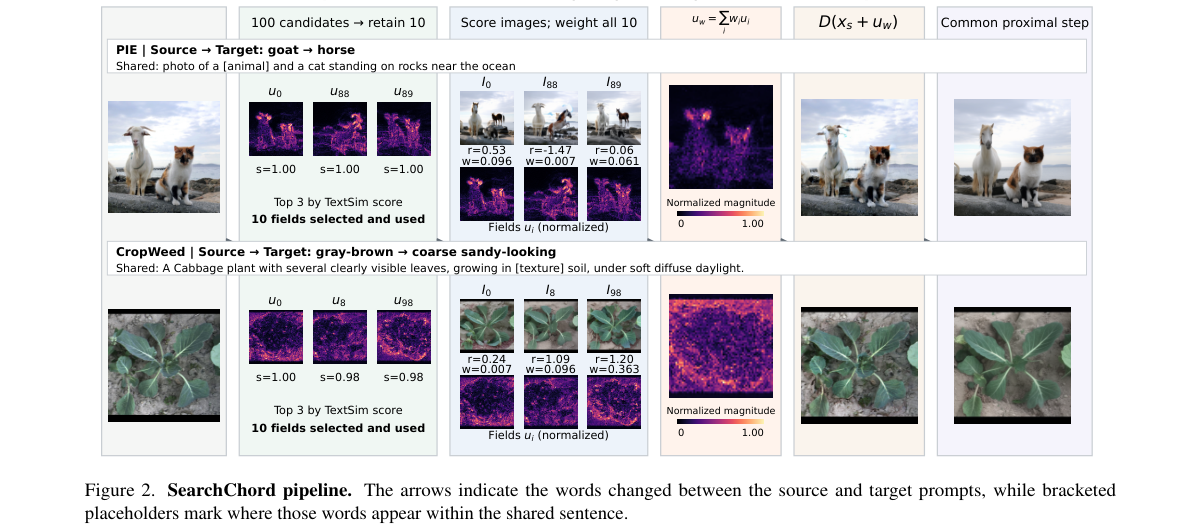 100 candidates → retain 10
Score images; weight all 10
u_w = ∑_i w_i u_i
D(x_s + u_w)
Common proximal step
PIE | Source → Target: goat → horse
Shared: photo of a [animal] and a cat standing on rocks near the ocean
u_0 u_88 u_89
I_0 I_88 I_89
s=1.00 s=1.00 s=1.00
r=0.53 r=-1.47 r=0.06
w=0.096 w=0.007 w=0.061
Top 3 by TextSim score
10 fields selected and used
Fields u_i (normalized)
Normalized magnitude
0 1.00
CropWeed | Source → Target: gray-brown → coarse sandy-looking
Shared: A Cabbage plant with several clearly visible leaves, growing in [texture] soil, under soft diffuse daylight.
u_0 u_8 u_98
I_0 I_8 I_98
s=1.00 s=0.98 s=0.98
r=0.24 r=1.09 r=1.20
w=0.007 w=0.096 w=0.363
Top 3 by TextSim score
10 fields selected and used
Fields u_i (normalized)
Normalized magnitude
0 1.00
Figure 2. SearchChord pipeline. The arrows indicate the words changed between the source and target prompts, while bracketed
placeholders mark where those words appear within the shared sentence.